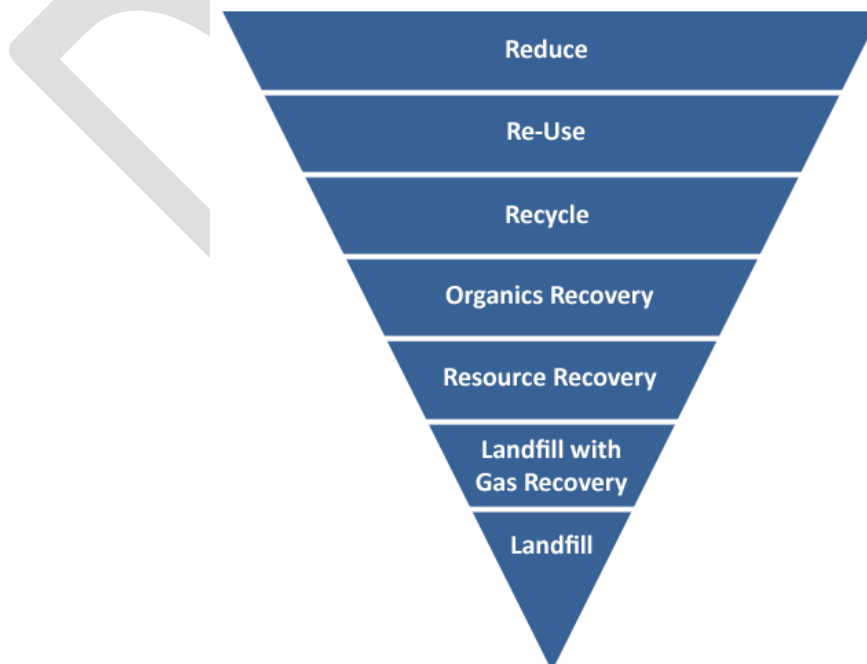 Reduce
Re-Use
Recycle
Organics Recovery
Resource Recovery
Landfill with
Gas Recovery
Landfill